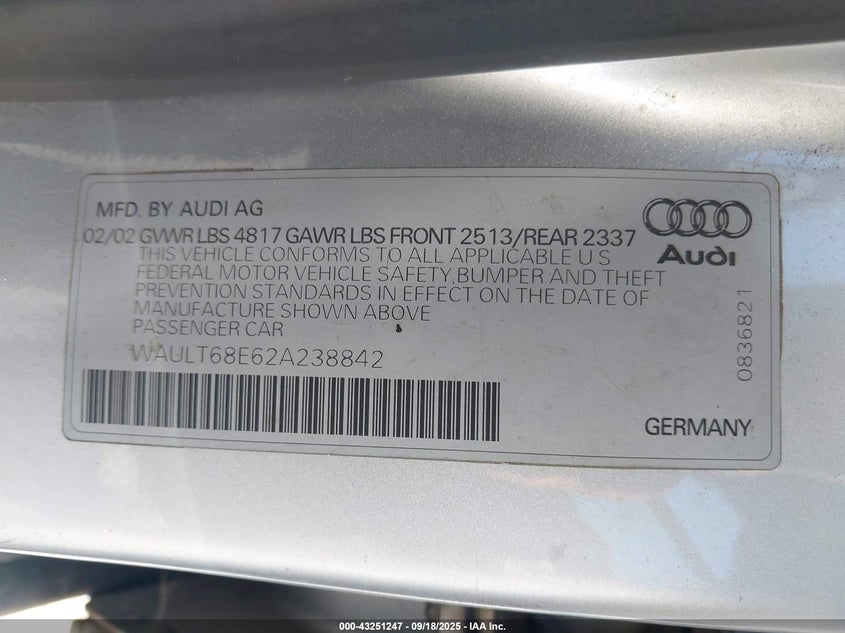 MFD. BY AUDI AG
02/02 GVWR LBS 4817 GAWR LBS FRONT 2513/REAR 2337
THIS VEHICLE CONFORMS TO ALL APPLICABLE U S
FEDERAL MOTOR VEHICLE SAFETY, BUMPER AND THEFT
PREVENTION STANDARDS IN EFFECT ON THE DATE OF
MANUFACTURE SHOWN ABOVE
PASSENGER CAR
WAULT68E62A238842
Audi
0836821
GERMANY
000-43251247 - 09/18/2025 - IAA Inc.